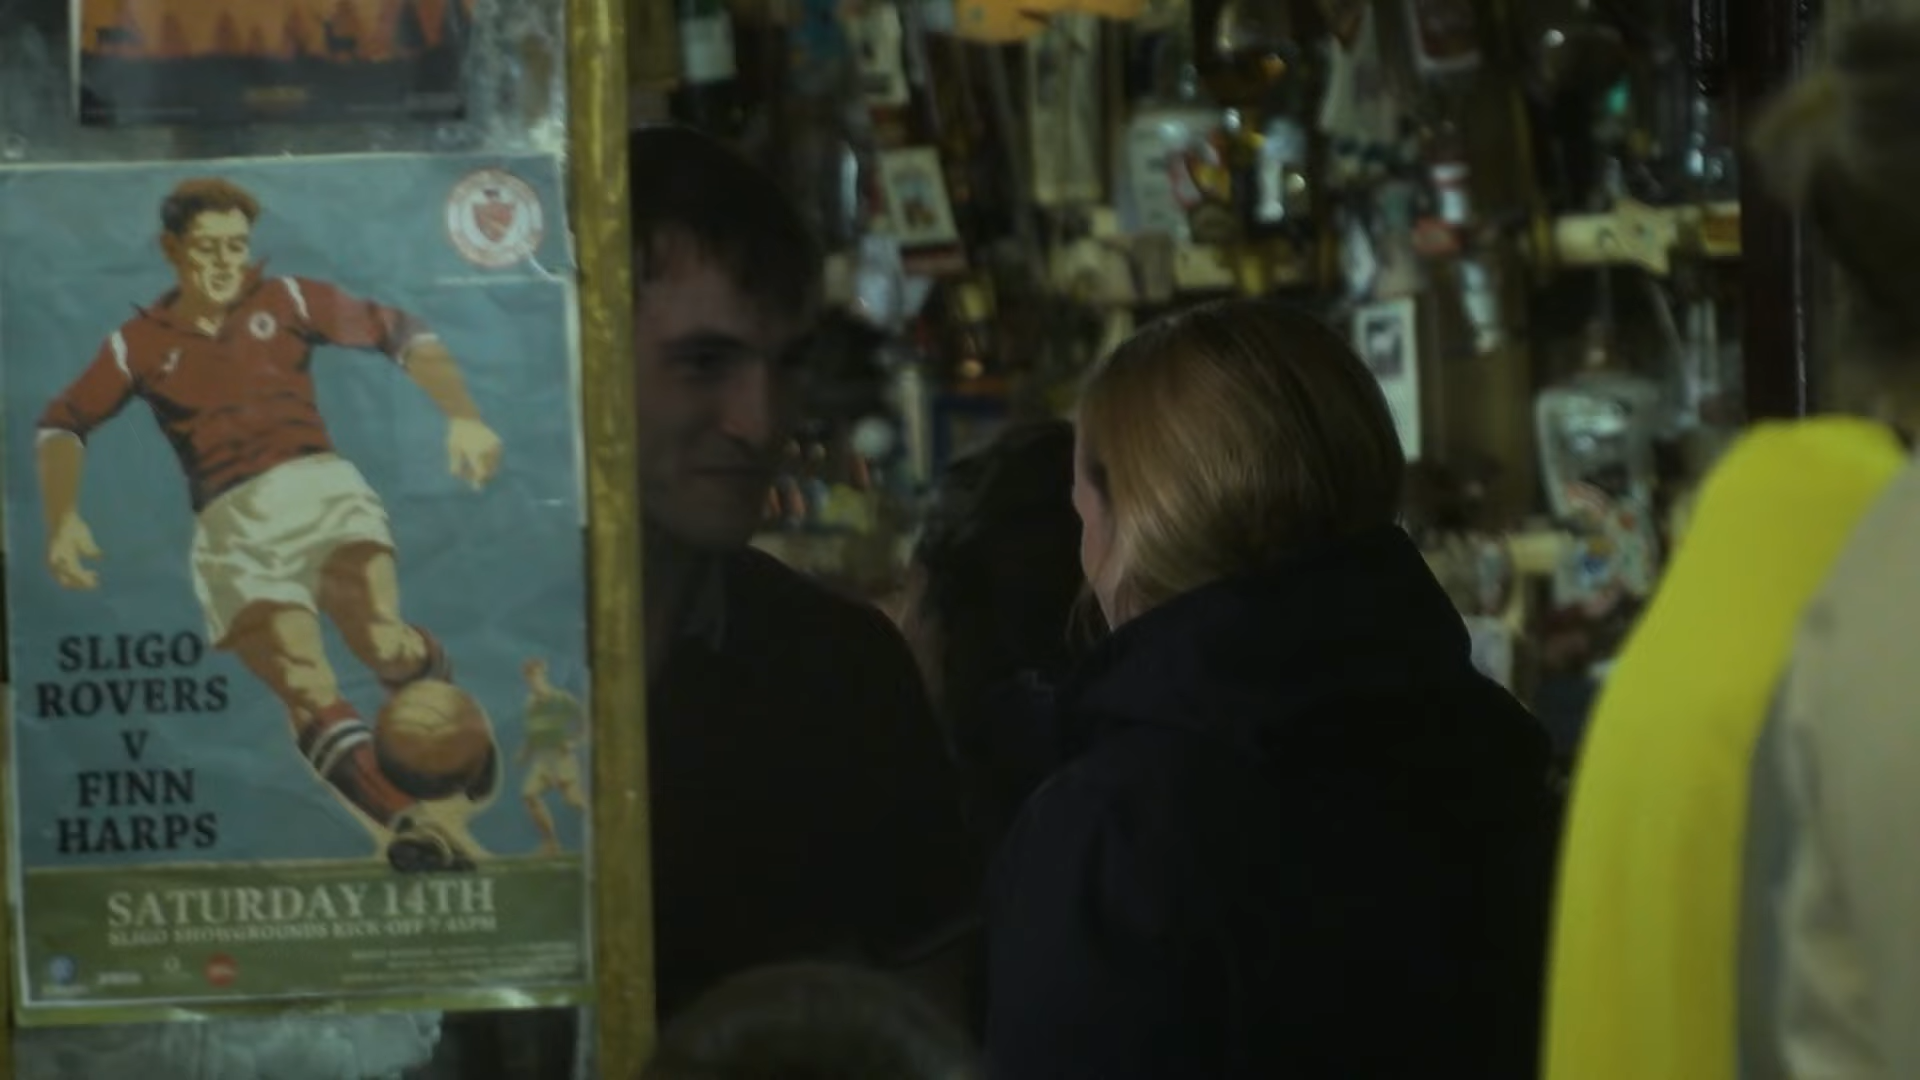 SLIGO
ROVERS
V
FINN
HARPS
SATURDAY 14TH
SLIGO SHOWGROUNDS KICK-OFF 7.45PM